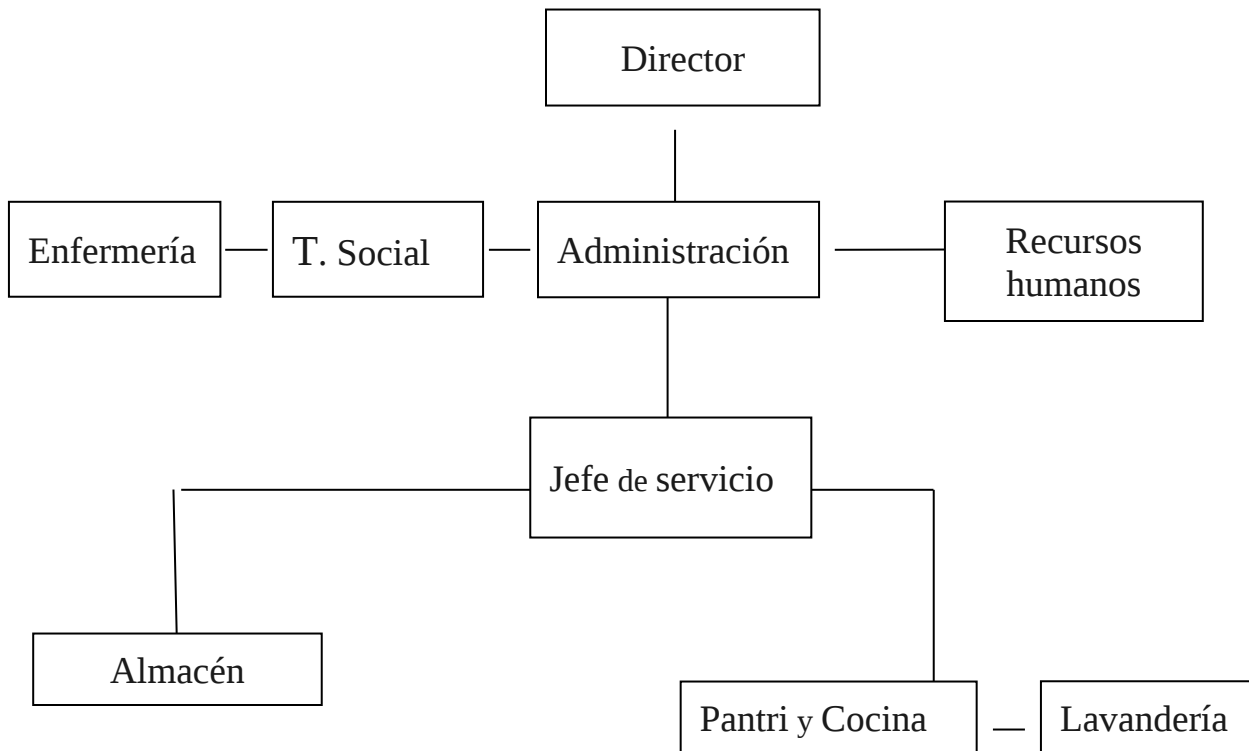 Director
Enfermería
T. Social
Administración
Recursos
humanos
Jefe de servicio
Almacén
Pantri y Cocina
Lavandería